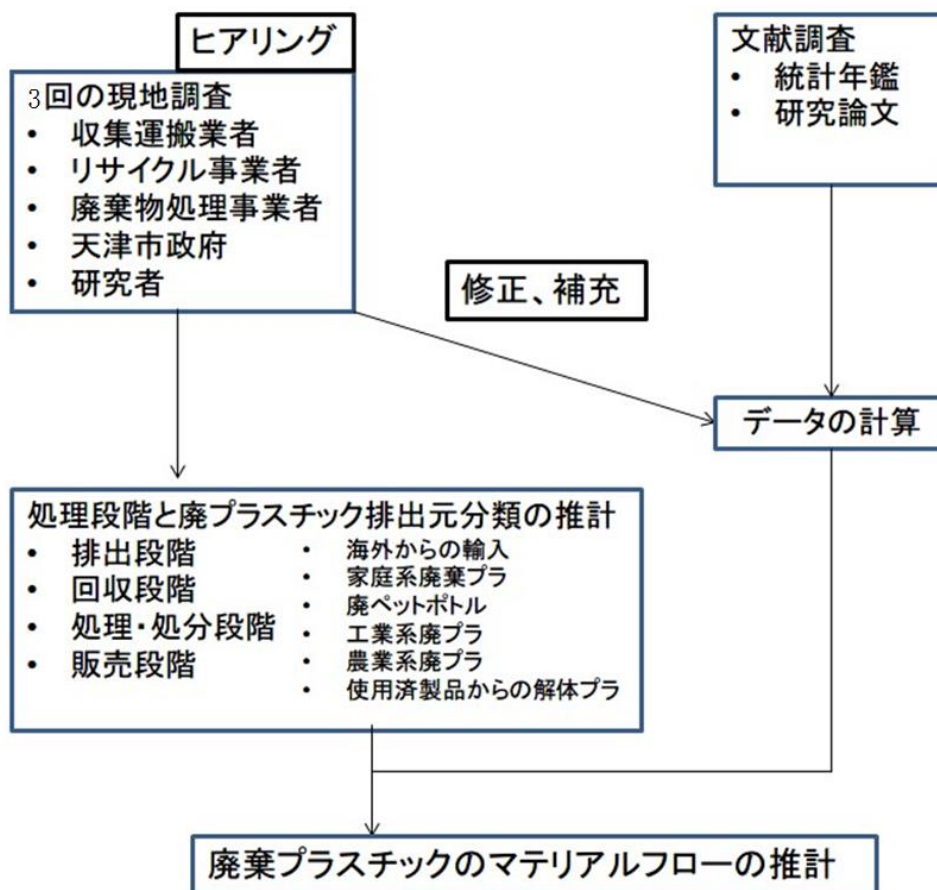 ヒアリング
3回の現地調査
• 収集運搬業者
• リサイクル事業者
• 廃棄物処理事業者
• 天津市政府
• 研究者
文献調査
• 統計年鑑
• 研究論文
修正、補充
データの計算
処理段階と廃プラスチック排出元分類の推計
• 排出段階
• 回収段階
• 処理・処分段階
• 販売段階
• 海外からの輸入
• 家庭系廃棄プラ
• 廃ペットポトル
• 工業系廃プラ
• 農業系廃プラ
• 使用済製品からの解体プラ
廃棄プラスチックのマテリアルフローの推計